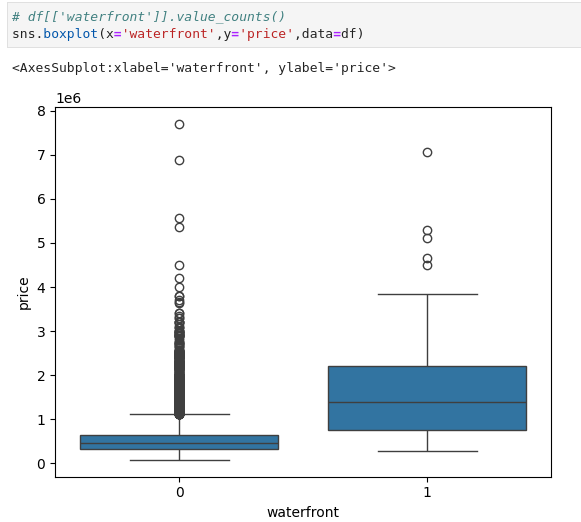 # df[['waterfront']].value_counts()
sns.boxplot(x='waterfront',y='price',data=df)
<AxesSubplot:xlabel='waterfront', ylabel='price'>
1e6
8
7
6
5
4
3
2
1
0
price
0 1
waterfront